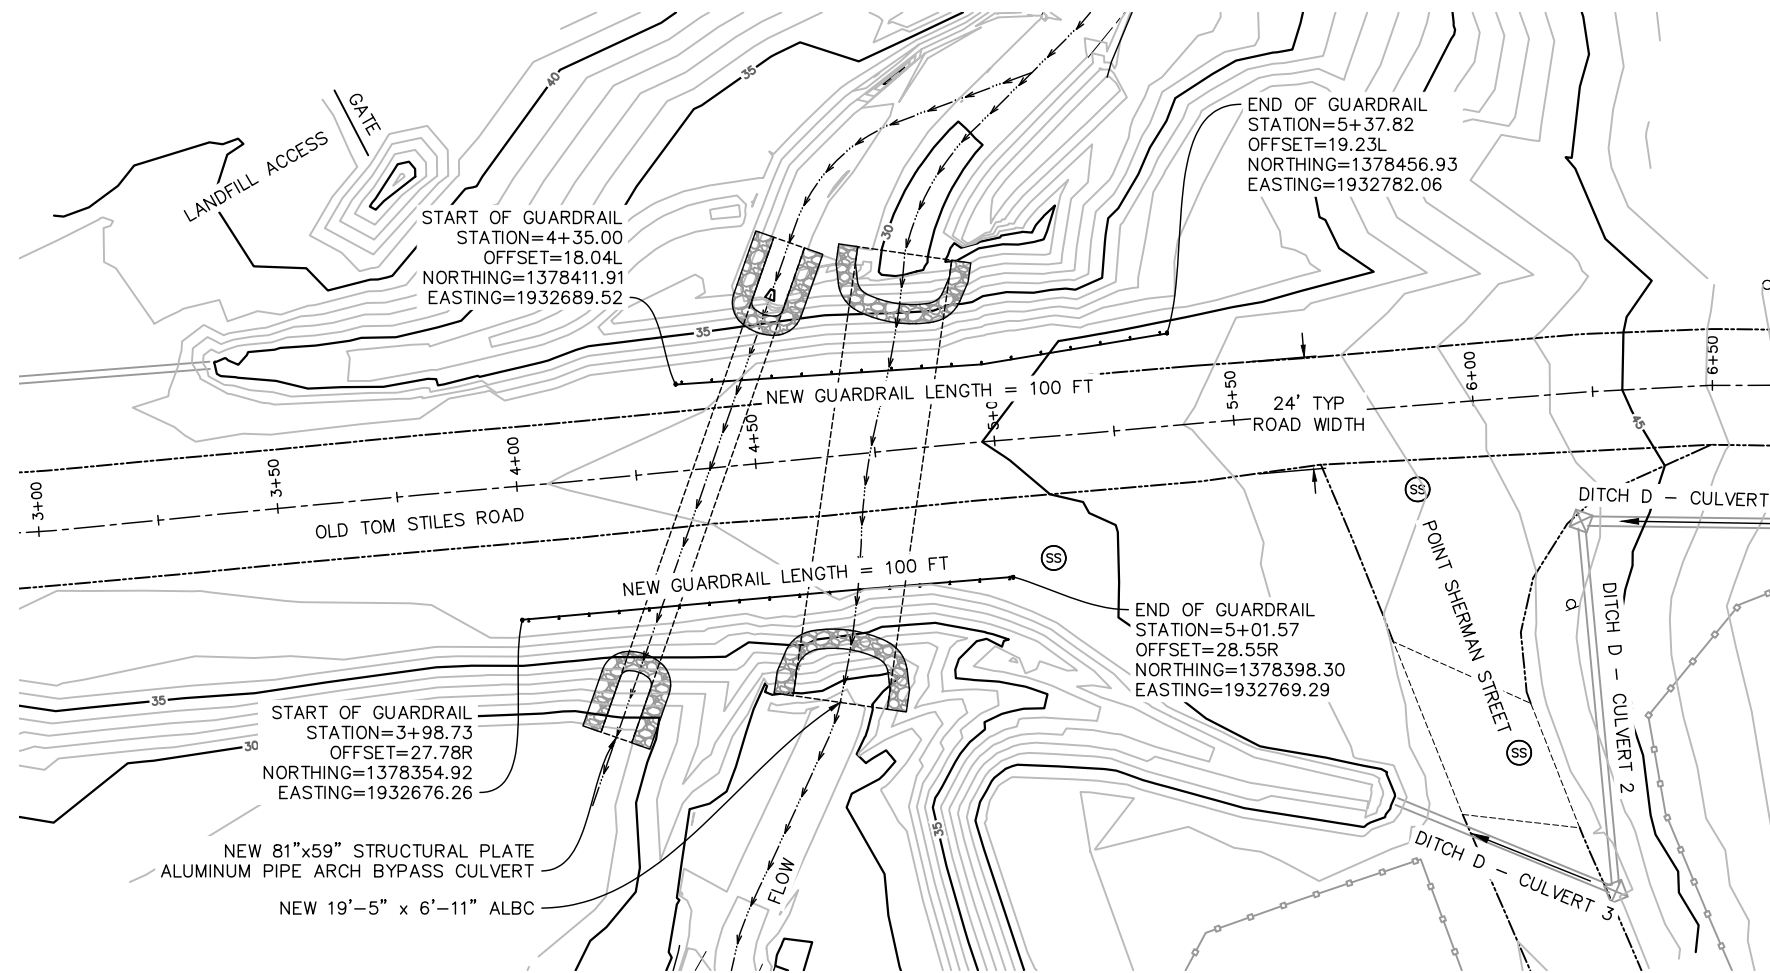 40
35
GATE
LANDFILL ACCESS
END OF GUARDRAIL
STATION=5+37.82
OFFSET=19.23L
NORTHING=1378456.93
EASTING=1932782.06
START OF GUARDRAIL
STATION=4+35.00
OFFSET=18.04L
NORTHING=1378411.91
EASTING=1932689.52
30
35
NEW GUARDRAIL LENGTH = 100 FT
24' TYP
ROAD WIDTH
3+00
3+50
4+00
4+50
5+0
5+50
6+00
6+50
45
OLD TOM STILES ROAD
SS
DITCH D - CULVERT
POINT SHERMAN STREET
SS
NEW GUARDRAIL LENGTH = 100 FT
SS
d
DITCH D - CULVERT 2
END OF GUARDRAIL
STATION=5+01.57
OFFSET=28.55R
NORTHING=1378398.30
EASTING=1932769.29
35
30
START OF GUARDRAIL
STATION=3+98.73
OFFSET=27.78R
NORTHING=1378354.92
EASTING=1932676.26
35
NEW 81"x59" STRUCTURAL PLATE
ALUMINUM PIPE ARCH BYPASS CULVERT
NEW 19'-5" x 6'-11" ALBC
FLOW
DITCH D - CULVERT 3